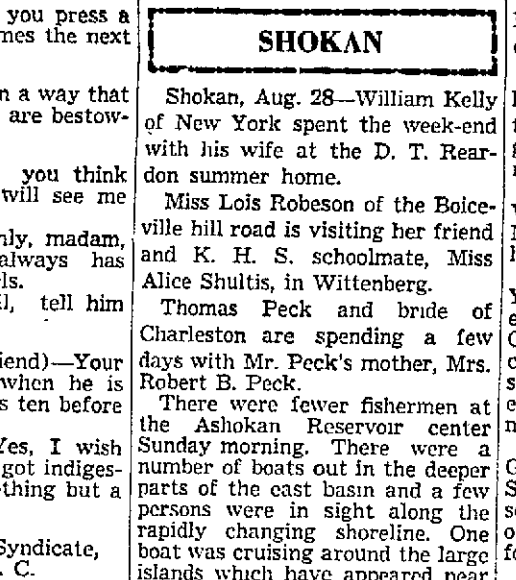 you press a
mes the next
n a way that
are bestow-
you think
will see me
nly, madam,
always has
ls.
l, tell him
iend)—Your
when he is
s ten before
Yes, I wish
got indiges-
thing but a
Syndicate,
. C.
SHOKAN
Shokan, Aug. 28—William Kelly
of New York spent the week-end
with his wife at the D. T. Rear-
don summer home.
Miss Lois Robeson of the Boice-
ville hill road is visiting her friend
and K. H. S. schoolmate, Miss
Alice Shultis, in Wittenberg.
Thomas Peck and bride of
Charleston are spending a few
days with Mr. Peck's mother, Mrs.
Robert B. Peck.
There were fewer fishermen at
the Ashokan Reservoir center
Sunday morning. There were a
number of boats out in the deeper
parts of the east basin and a few
persons were in sight along the
rapidly changing shoreline. One
boat was cruising around the large
islands which have appeared near